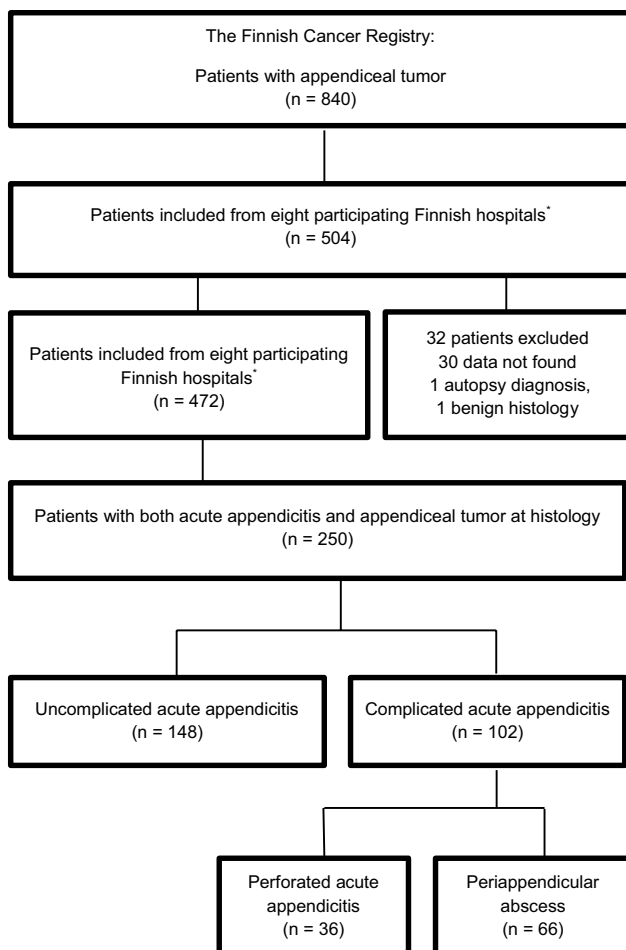 The Finnish Cancer Registry:
Patients with appendiceal tumor
(n = 840)
Patients included from eight participating Finnish hospitals*
(n = 504)
Patients included from eight participating
Finnish hospitals*
(n = 472)
32 patients excluded
30 data not found
1 autopsy diagnosis,
1 benign histology
Patients with both acute appendicitis and appendiceal tumor at histology
(n = 250)
Uncomplicated acute appendicitis
(n = 148)
Complicated acute appendicitis
(n = 102)
Perforated acute
appendicitis
(n = 36)
Periappendicular
abscess
(n = 66)